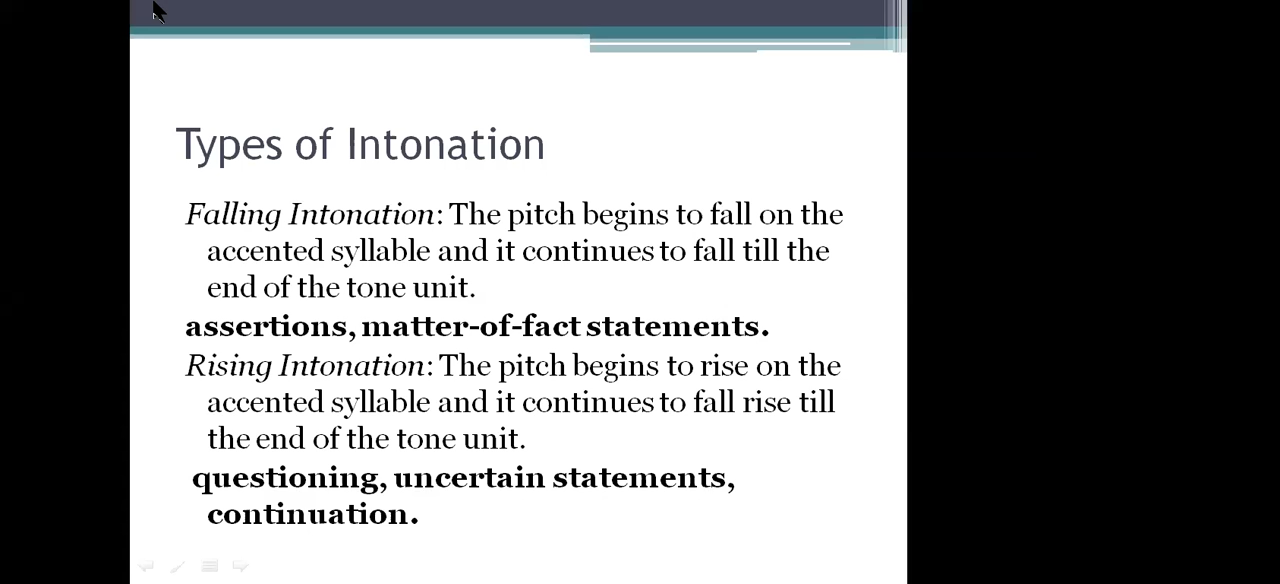 Types of Intonation
Falling Intonation: The pitch begins to fall on the
accented syllable and it continues to fall till the
end of the tone unit.
assertions, matter-of-fact statements.
Rising Intonation: The pitch begins to rise on the
accented syllable and it continues to fall rise till
the end of the tone unit.
questioning, uncertain statements,
continuation.